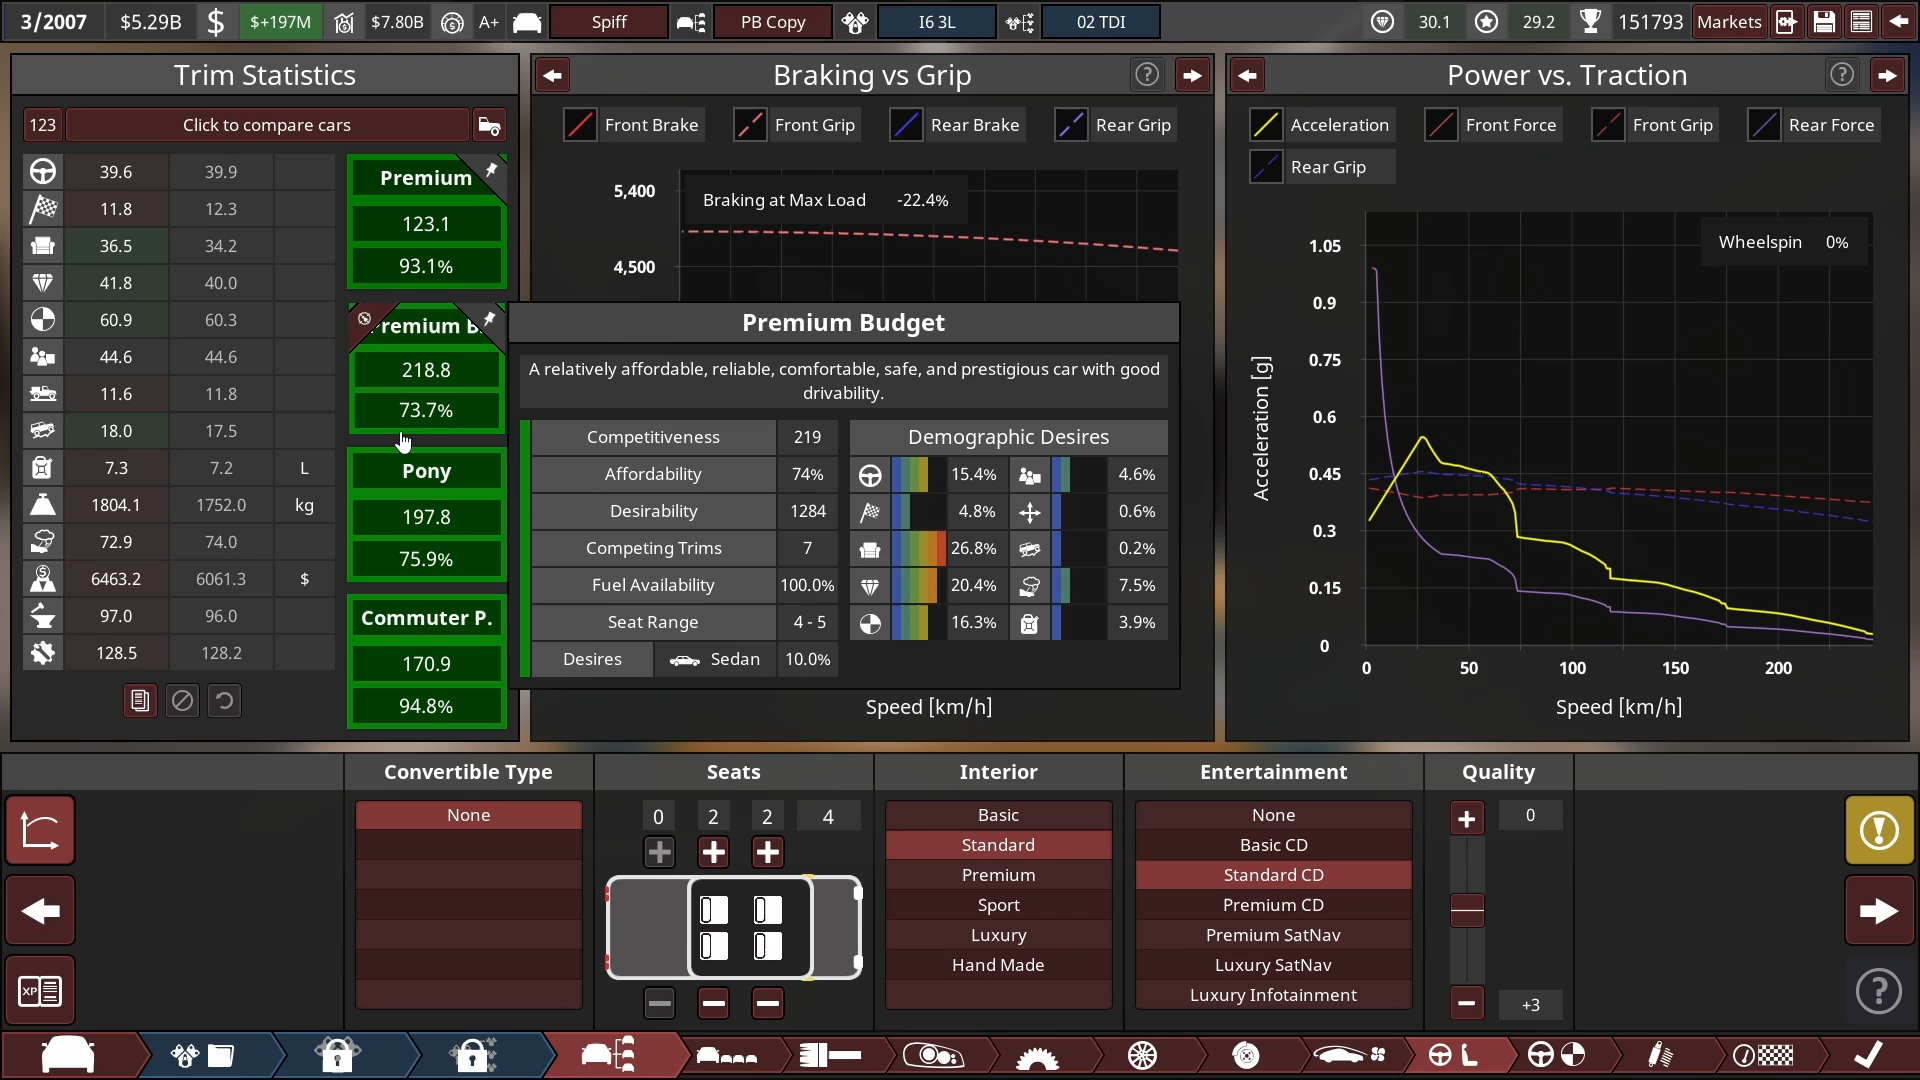 3/2007 $5.29B $+197M $7.80B A+ Spiff PB Copy I6 3L 02 TDI 30.1 29.2 151793 Markets
Trim Statistics
123 Click to compare cars
39.6 39.9
11.8 12.3
36.5 34.2
41.8 40.0
60.9 60.3
44.6 44.6
11.6 11.8
18.0 17.5
7.3 7.2 L
1804.1 1752.0 kg
72.9 74.0
6463.2 6061.3 $
97.0 96.0
128.5 128.2
Premium
123.1
93.1%
Premium B.
218.8
73.7%
Pony
197.8
75.9%
Commuter P.
170.9
94.8%
Braking vs Grip
Front Brake Front Grip Rear Brake Rear Grip
5,400
Braking at Max Load -22.4%
4,500
Speed [km/h]
Premium Budget
A relatively affordable, reliable, comfortable, safe, and prestigious car with good
drivability.
Competitiveness 219
Affordability 74%
Desirability 1284
Competing Trims 7
Fuel Availability 100.0%
Seat Range 4 - 5
Desires Sedan 10.0%
Demographic Desires
15.4% 4.6%
4.8% 0.6%
26.8% 0.2%
20.4% 7.5%
16.3% 3.9%
Power vs. Traction
Acceleration Front Force Front Grip Rear Force
Rear Grip
Wheelspin 0%
Acceleration [g]
1.05
0.9
0.75
0.6
0.45
0.3
0.15
0
0 50 100 150 200
Speed [km/h]
Convertible Type
None
Seats
0 2 2 4
Interior
Basic
Standard
Premium
Sport
Luxury
Hand Made
Entertainment
None
Basic CD
Standard CD
Premium CD
Premium SatNav
Luxury SatNav
Luxury Infotainment
Quality
0
+3
XP